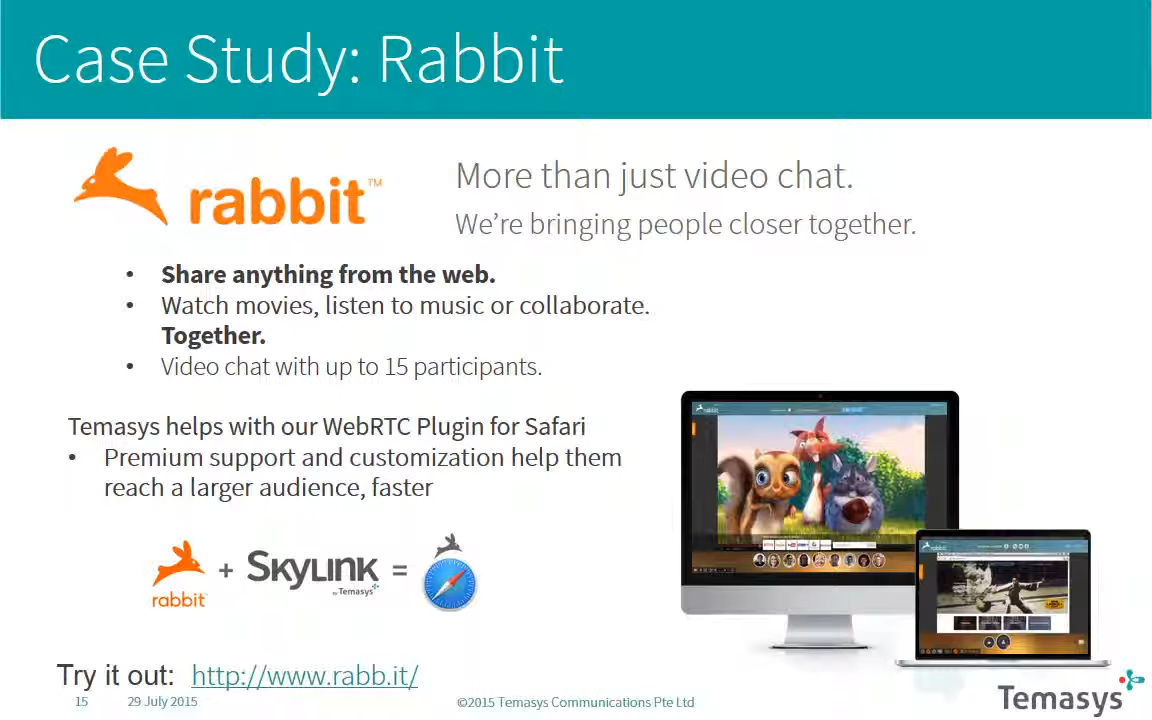 Case Study: Rabbit
rabbit™
More than just video chat.
We're bringing people closer together.
• Share anything from the web.
• Watch movies, listen to music or collaborate.
Together.
• Video chat with up to 15 participants.
Temasys helps with our WebRTC Plugin for Safari
• Premium support and customization help them
reach a larger audience, faster
rabbit
+ Skylink =
by Temasys
rabbit
rabbit
Try it out: http://www.rabb.it/
15 29 July 2015 ©2015 Temasys Communications Pte Ltd
Temasys